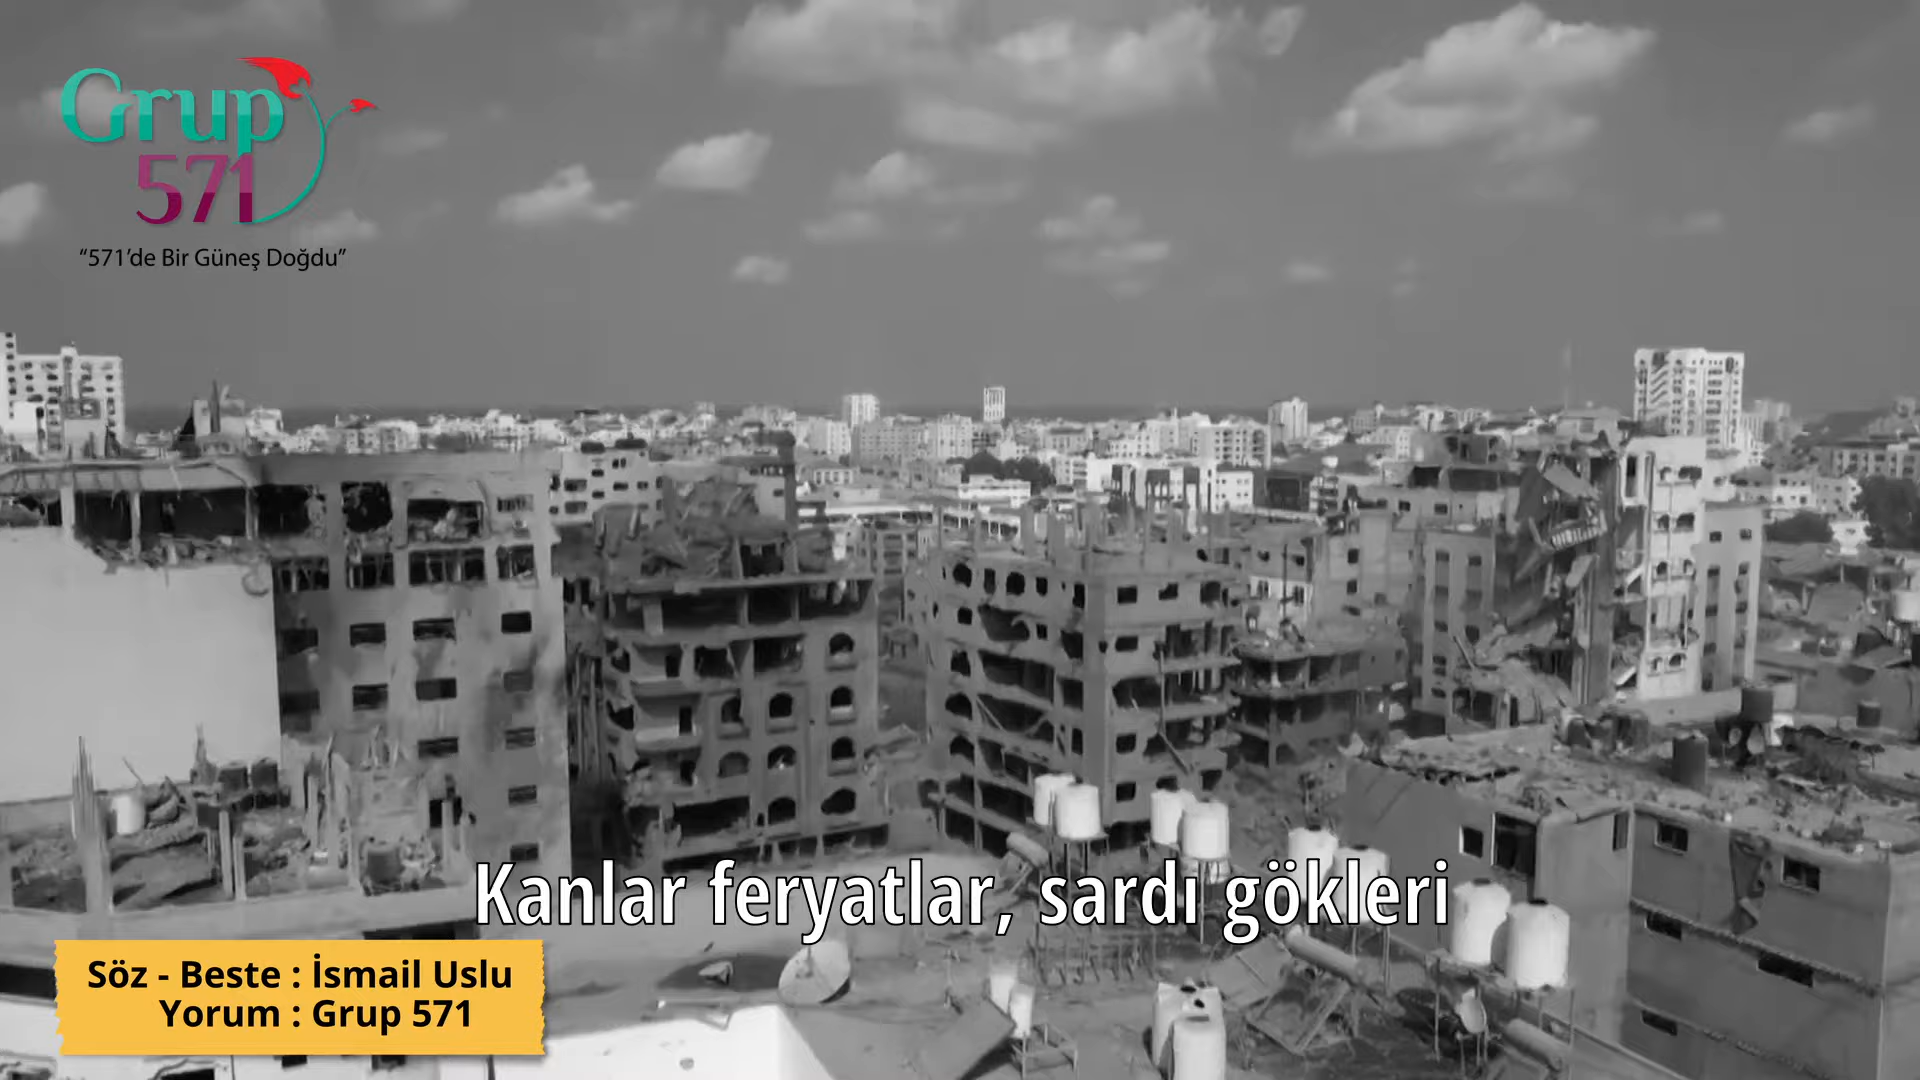 Grup
571
“571’de Bir Güneş Doğdu”
Kanlar feryatlar, sardı gökleri
Söz - Beste : İsmail Uslu
Yorum : Grup 571